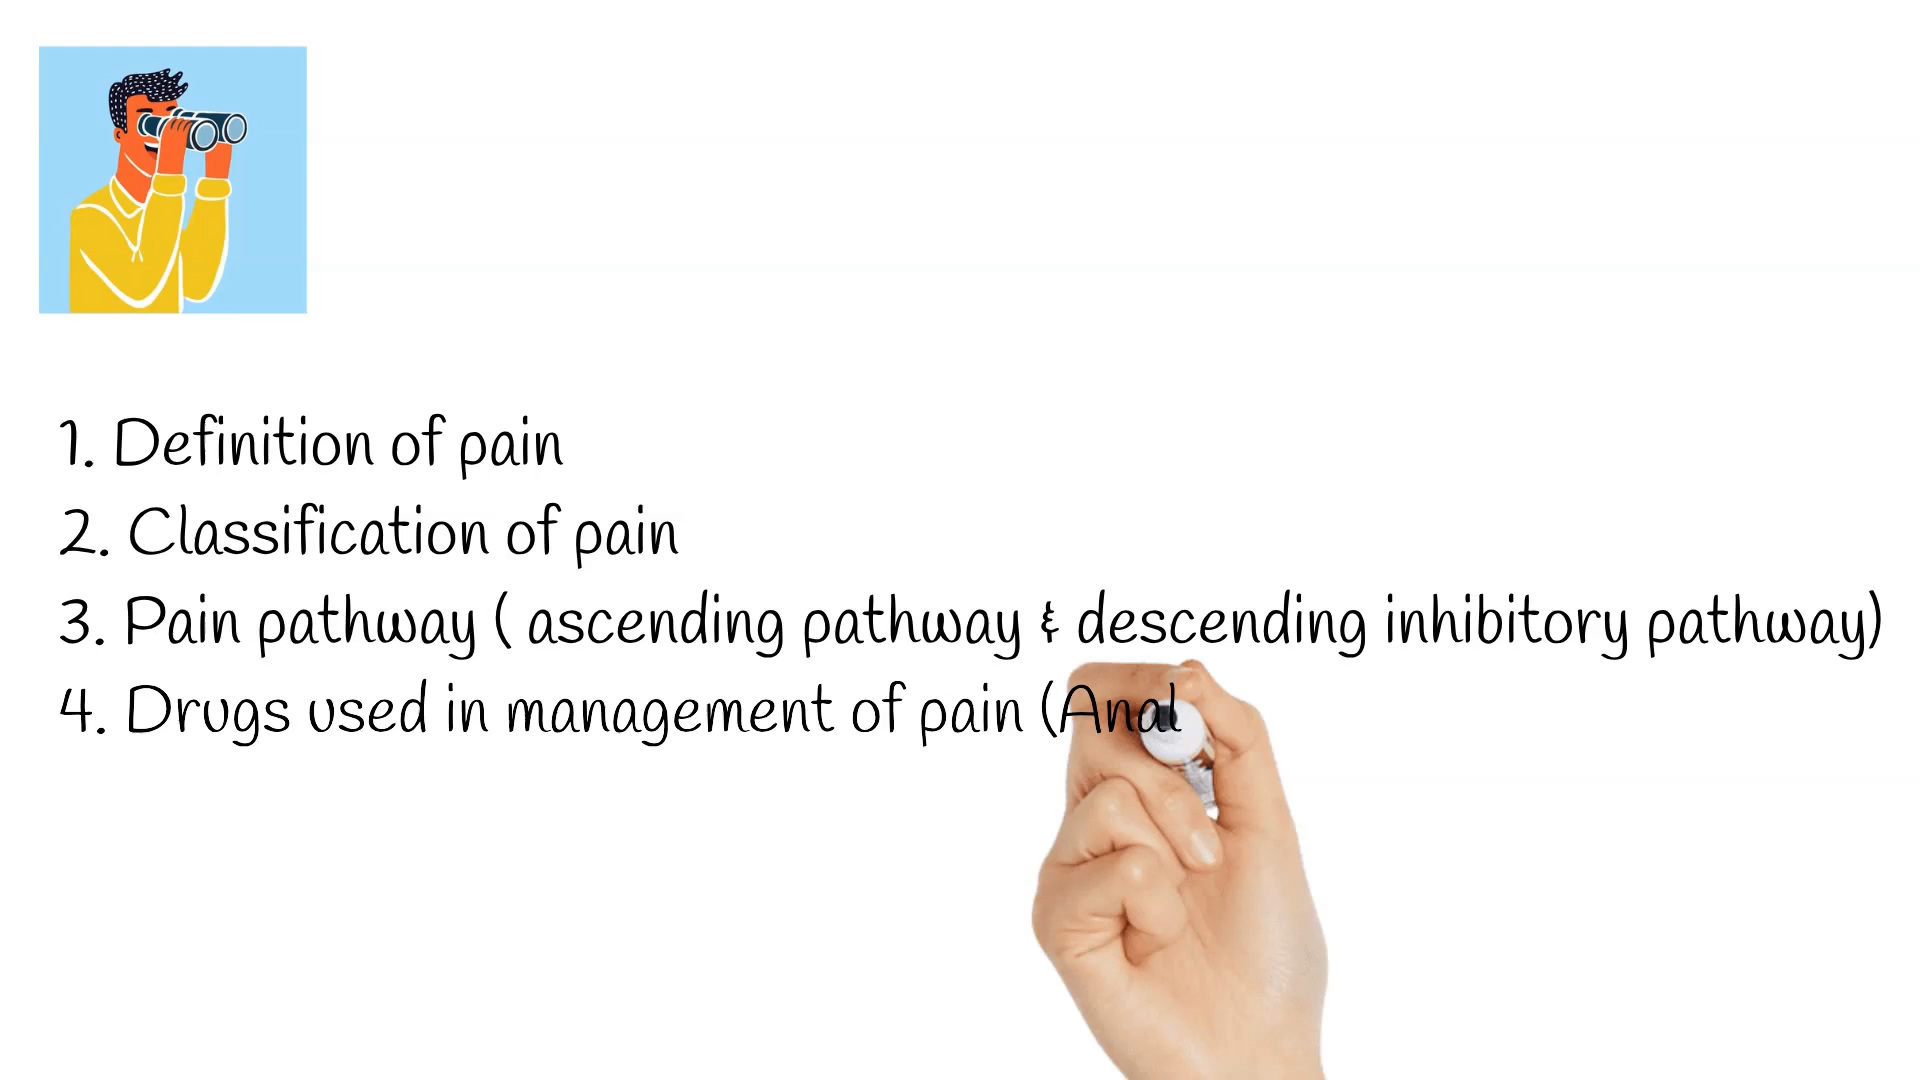 1. Definition of pain
2. Classification of pain
3. Pain pathway ( ascending pathway & descending inhibitory pathway)
4. Drugs used in management of pain (Anal